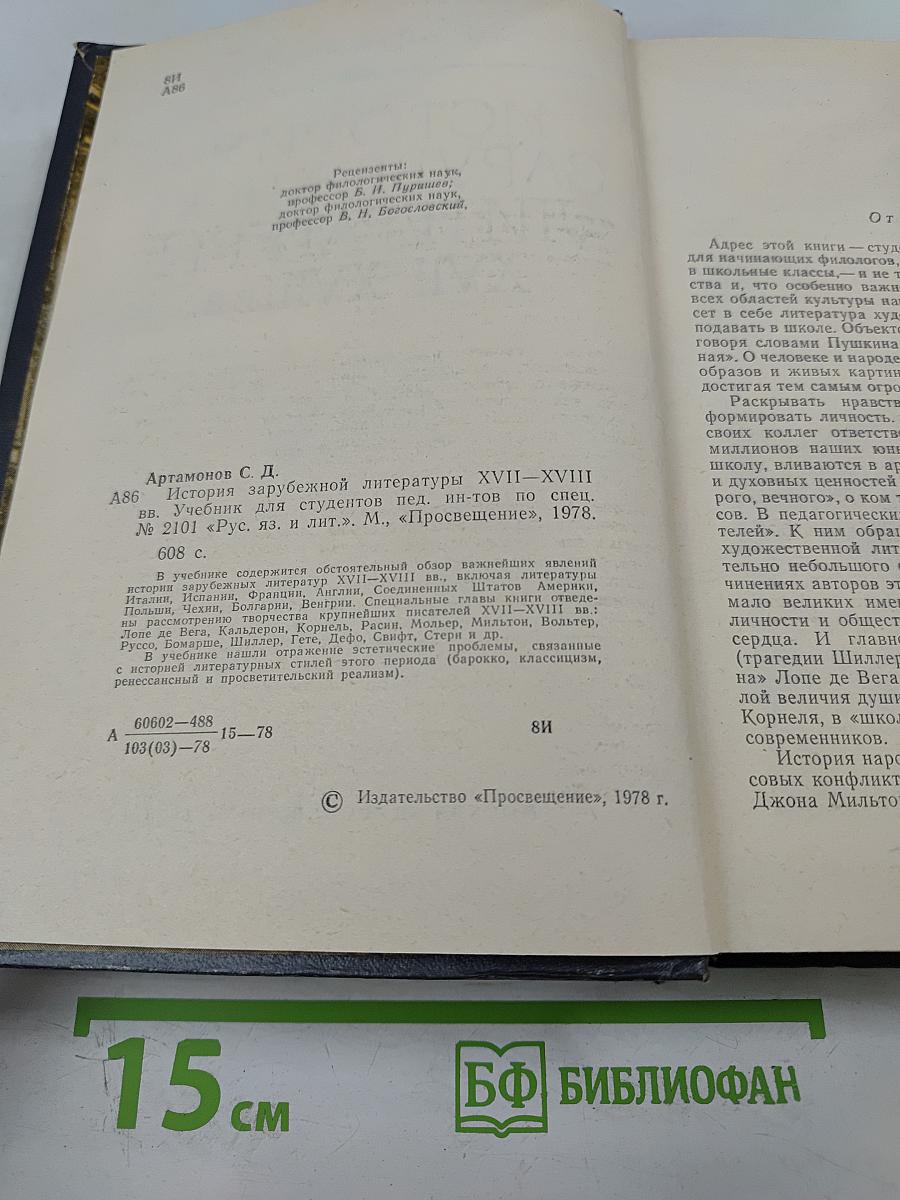 8И
А86
Рецензенты:
доктор филологических наук,
профессор Б. И. Пуришев;
доктор филологических наук,
профессор В. Н. Богословский,
Артамонов С. Д.
А86 История зарубежной литературы XVII—XVIII
вв. Учебник для студентов пед. ин-тов по спец.
№ 2101 «Рус. яз. и лит.». М., «Просвещение», 1978.
608 с.
В учебнике содержится обстоятельный обзор важнейших явлений
истории зарубежных литератур XVII—XVIII вв., включая литературы
Италии, Испании, Франции, Англии, Соединенных Штатов Америки,
Польши, Чехии, Болгарии, Венгрии. Специальные главы книги отведе-
ны рассмотрению творчества крупнейших писателей XVII—XVIII вв.:
Лопе де Вега, Кальдерон, Корнель, Расин, Мольер, Мильтон, Вольтер,
Руссо, Бомарше, Шиллер, Гете, Дефо, Свифт, Стерн и др.
В учебнике нашли отражение эстетические проблемы, связанные
с историей литературных стилей этого периода (барокко, классицизм,
ренессансный и просветительский реализм).
А 60602—488
103(03)—78 15—78 8И
© Издательство «Просвещение», 1978 г.
От
Адрес этой книги — студ
для начинающих филологов,
в школьные классы,— и не т
ства и, что особенно важн
всех областей культуры на
сет в себе литература худ
подавать в школе. Объект
говоря словами Пушкина
ная». О человеке и народе
образов и живых картин
достигая тем самым огро
Раскрывать нравств
формировать личность.
своих коллег ответств
миллионов наших юн
школу, вливаются в ар
и духовных ценностей
рого, вечного», о ком т
сов. В педагогически
телей». К ним обра
художественной лит
тельно небольшого
чинениях авторов эт
мало великих име
личности и общест
сердца. И главно
(трагедии Шиллер
на» Лопе де Вега
лой величия души
Корнеля, в «школ
современников.
История наро
совых конфликт
Джона Мильто
15 см
БФ БИБЛИОФАН